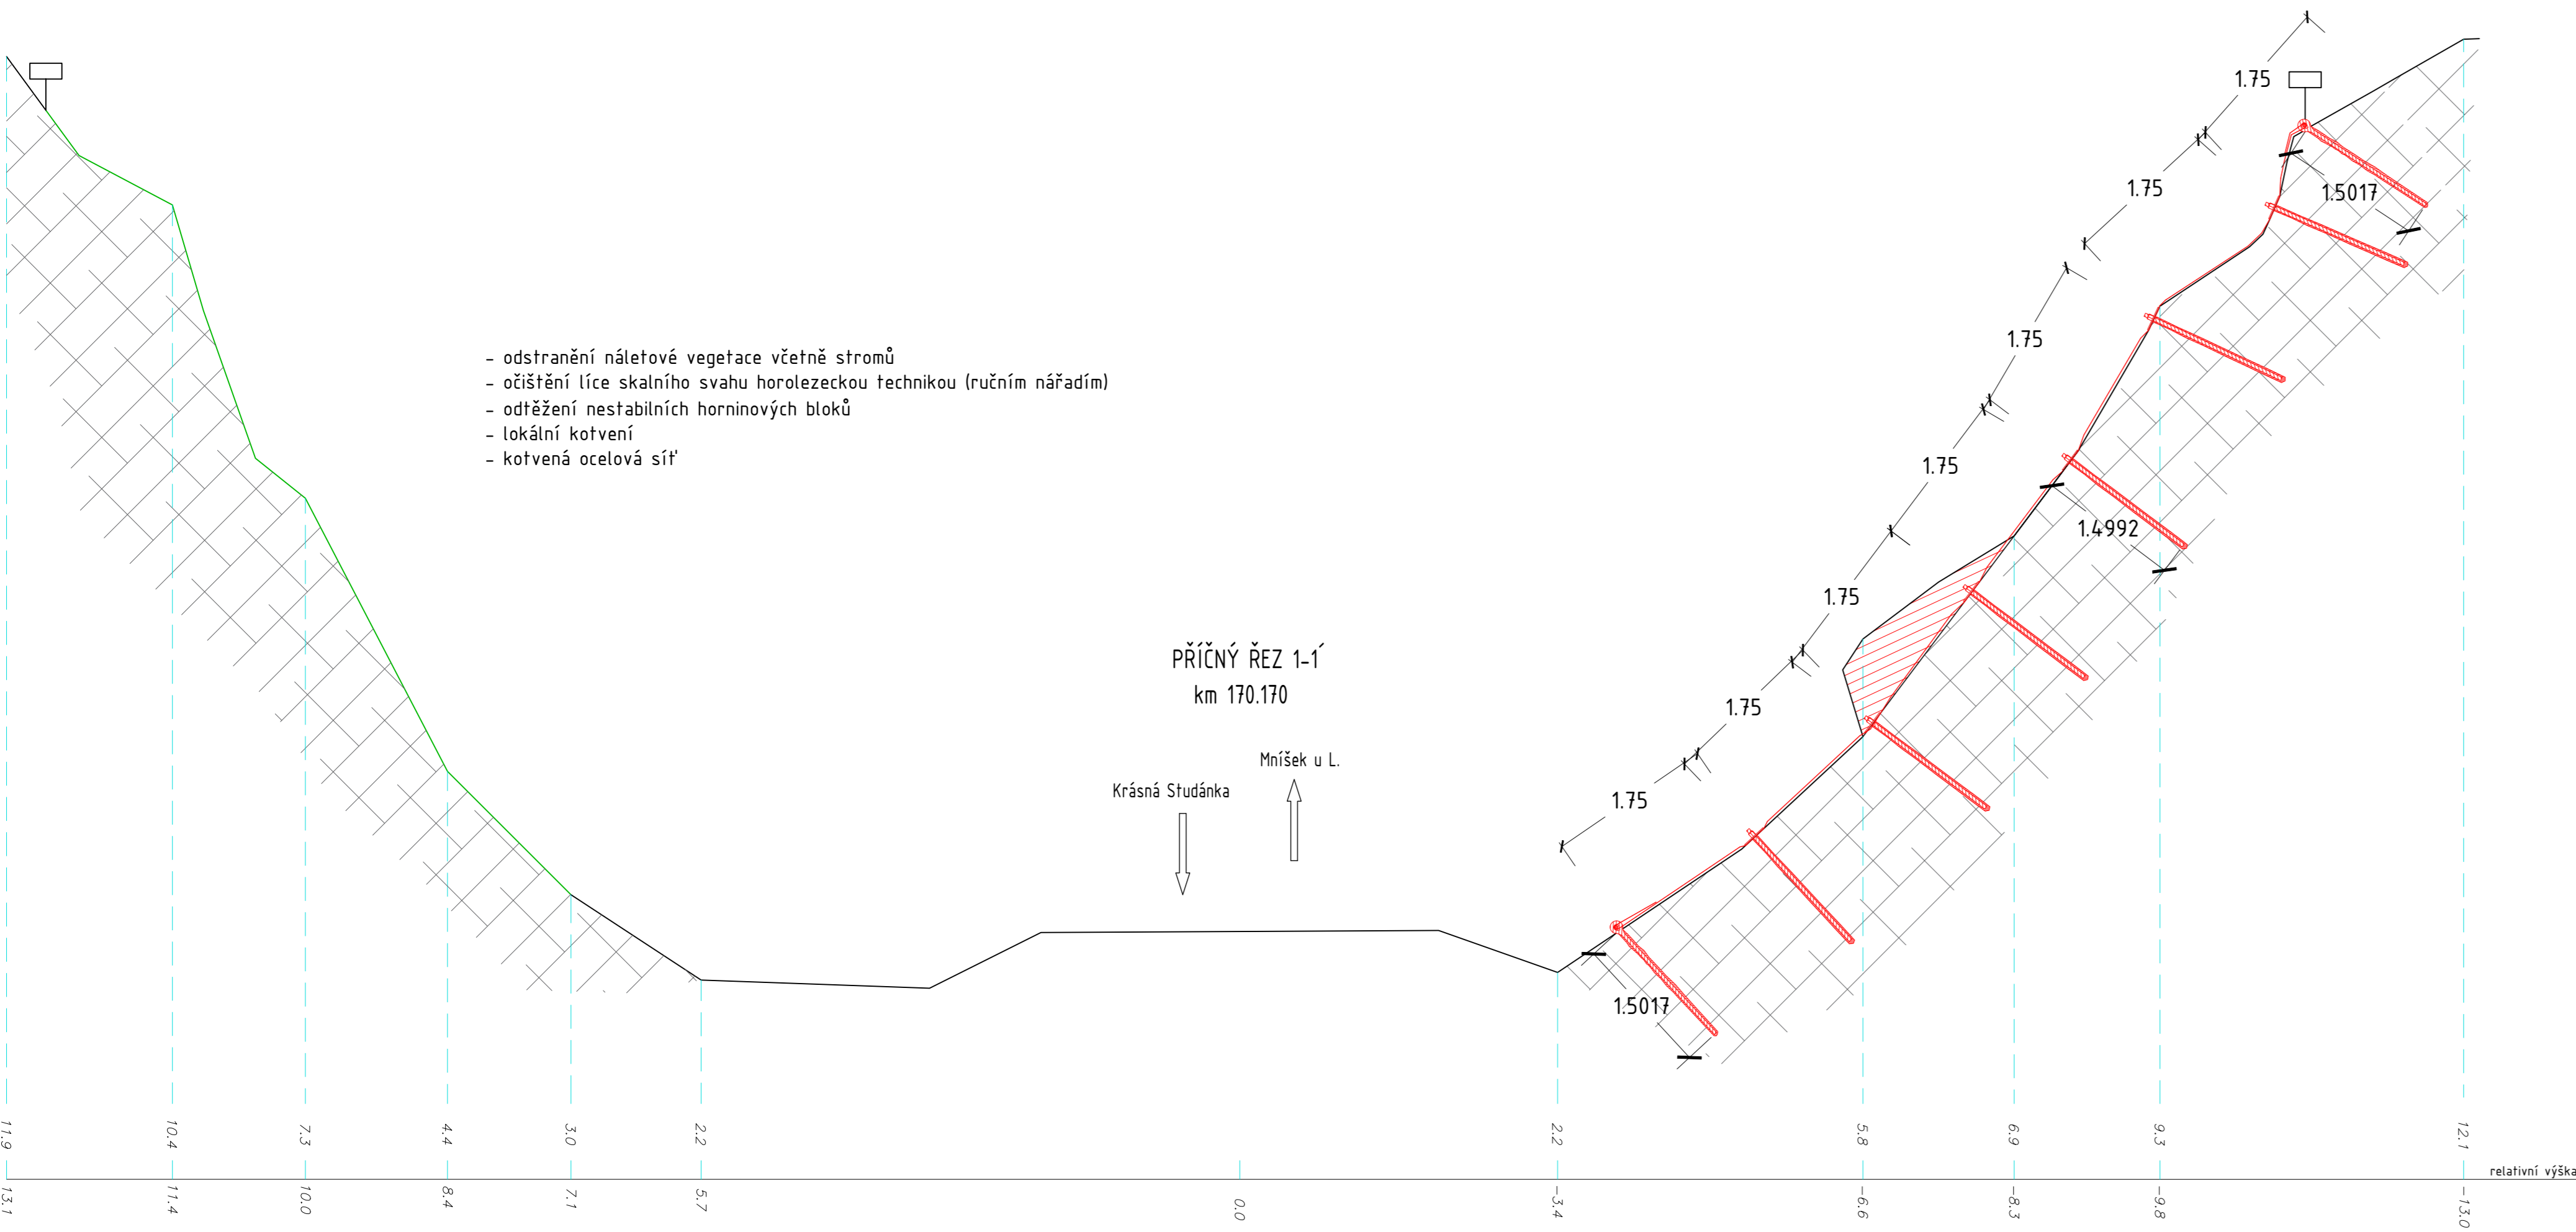 1.75
1.75
1.5017
1.75
1.75
1.4992
1.75
1.75
1.75
1.5017
- odstranění náletové vegetace včetně stromů
- očištění líce skalního svahu horolezeckou technikou (ručním nářadím)
- odtěžení nestabilních horninových bloků
- lokální kotvení
- kotvená ocelová síť
PŘÍČNÝ ŘEZ 1-1´
km 170.170
Mníšek u L.
Krásná Studánka
11.9 10.4 7.3 4.4 3.0 2.2 2.2 5.8 6.9 9.3 12.1
relativní výška
13.1 11.4 10.0 8.4 7.1 5.7 0.0 -3.4 -6.6 -8.3 -9.8 -13.0